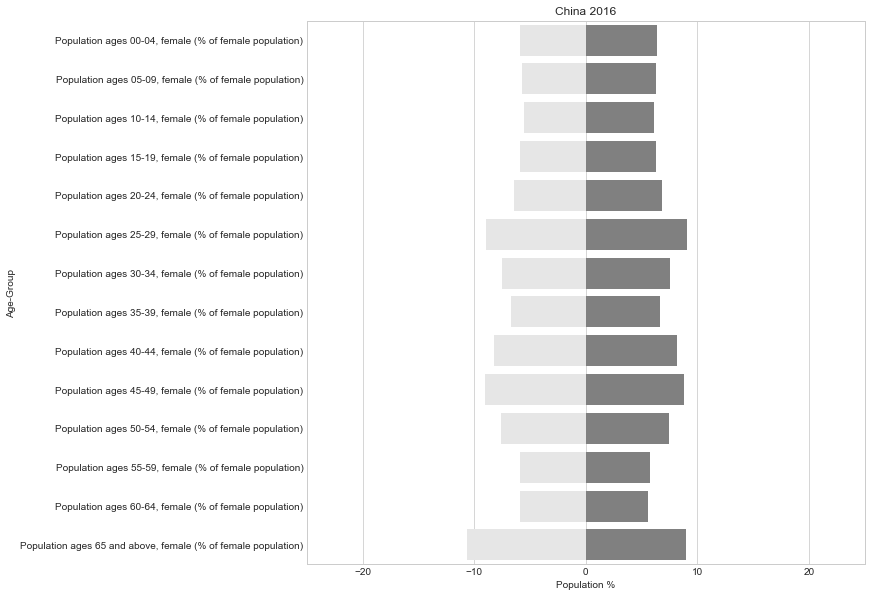 China 2016
Population ages 00-04, female (% of female population)
Population ages 05-09, female (% of female population)
Population ages 10-14, female (% of female population)
Population ages 15-19, female (% of female population)
Population ages 20-24, female (% of female population)
Population ages 25-29, female (% of female population)
Population ages 30-34, female (% of female population)
Population ages 35-39, female (% of female population)
Population ages 40-44, female (% of female population)
Population ages 45-49, female (% of female population)
Population ages 50-54, female (% of female population)
Population ages 55-59, female (% of female population)
Population ages 60-64, female (% of female population)
Population ages 65 and above, female (% of female population)
Age-Group
−20 −10 0 10 20
Population %